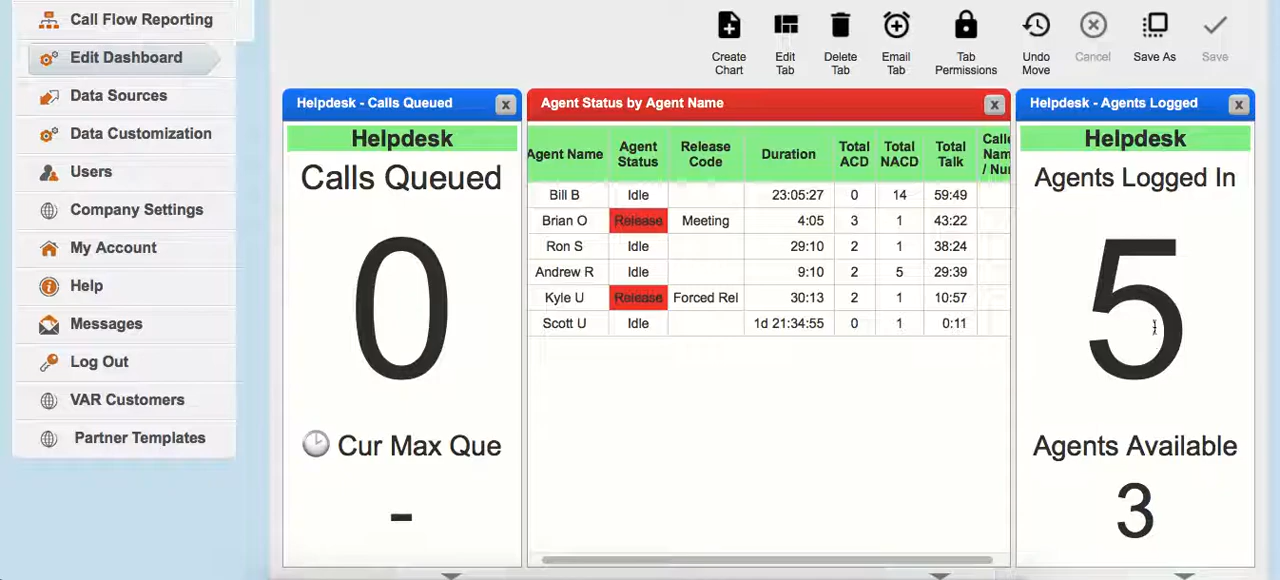 Call Flow Reporting
Edit Dashboard
Data Sources
Data Customization
Users
Company Settings
My Account
Help
Messages
Log Out
VAR Customers
Partner Templates
Create Chart
Edit Tab
Delete Tab
Email Tab
Tab Permissions
Undo Move
Cancel
Save As
Save
Helpdesk - Calls Queued x
Helpdesk
Calls Queued
0
Cur Max Que
-
Agent Status by Agent Name x
Agent Name Agent Status Release Code Duration Total ACD Total NACD Total Talk Calle Nam / Nu
Bill B Idle 23:05:27 0 14 59:49
Brian O Release Meeting 4:05 3 1 43:22
Ron S Idle 29:10 2 1 38:24
Andrew R Idle 9:10 2 5 29:39
Kyle U Release Forced Rel 30:13 2 1 10:57
Scott U Idle 1d 21:34:55 0 1 0:11
Helpdesk - Agents Logged x
Helpdesk
Agents Logged In
5
Agents Available
3